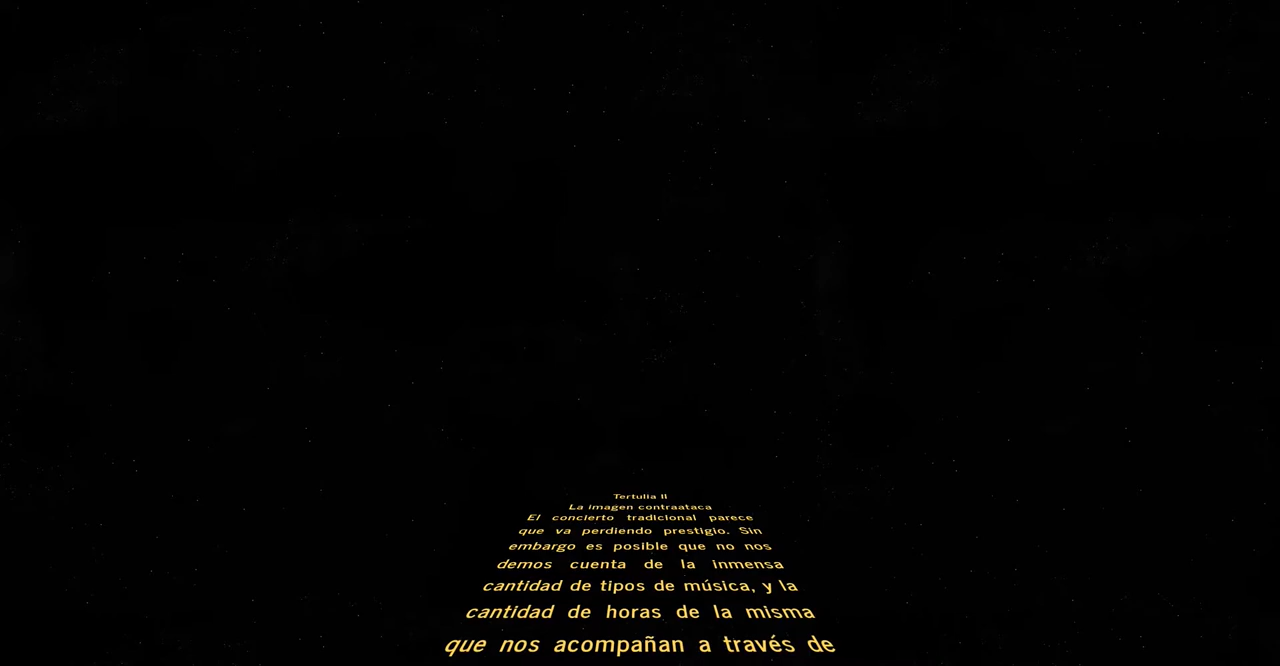 Tertulia II
La imagen contraataca
El concierto tradicional parece
que va perdiendo prestigio. Sin
embargo es posible que no nos
demos cuenta de la inmensa
cantidad de tipos de música, y la
cantidad de horas de la misma
que nos acompañan a través de